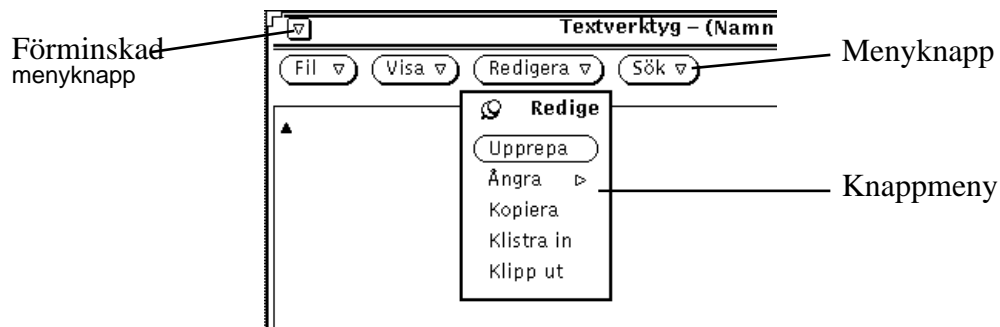 Textverktyg – (Namn
Förminskad
menyknapp
Menyknapp
Fil
Visa
Redigera
Sök
Redige
Upprepa
Ångra
Kopiera
Klistra in
Klipp ut
Knappmeny